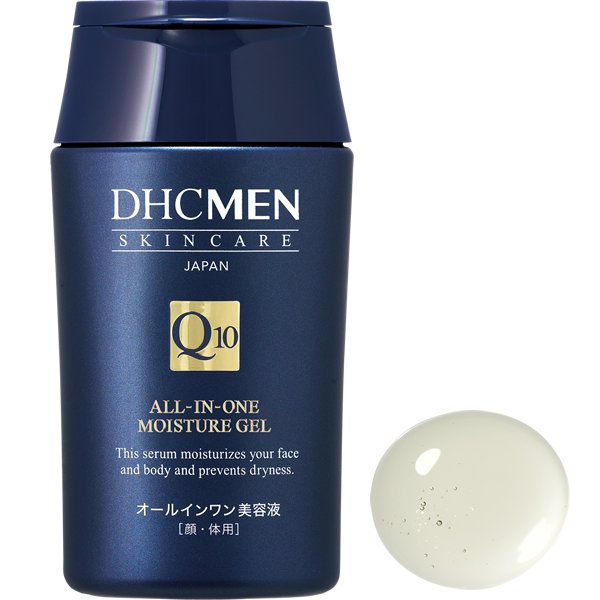 DHCMEN
SKINCARE
JAPAN
Q10
ALL-IN-ONE
MOISTURE GEL
This serum moisturizes your face
and body and prevents dryness.
オールインワン美容液
［顔・体用］